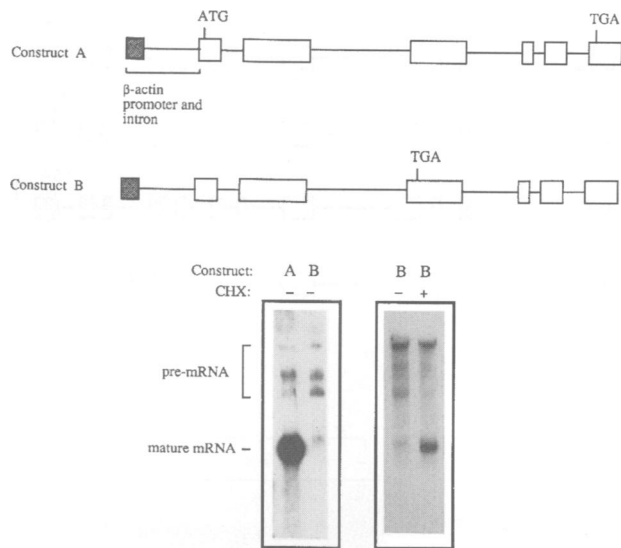 ATG
TGA
Construct A
β-actin
promoter and
intron
TGA
Construct B
Construct: A B B B
CHX: – – – +
pre-mRNA
mature mRNA –